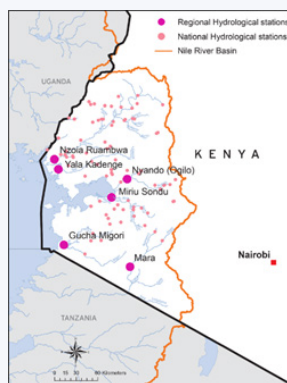 Regional Hydrological stations
National Hydrological stations
Nile River Basin
UGANDA
Nzoia Ruambwa
Yala Kadenge
Nyando (Ogilo)
KENYA
Miriu Sondu
Gucha Migori
Mara
Nairobi
TANZANIA